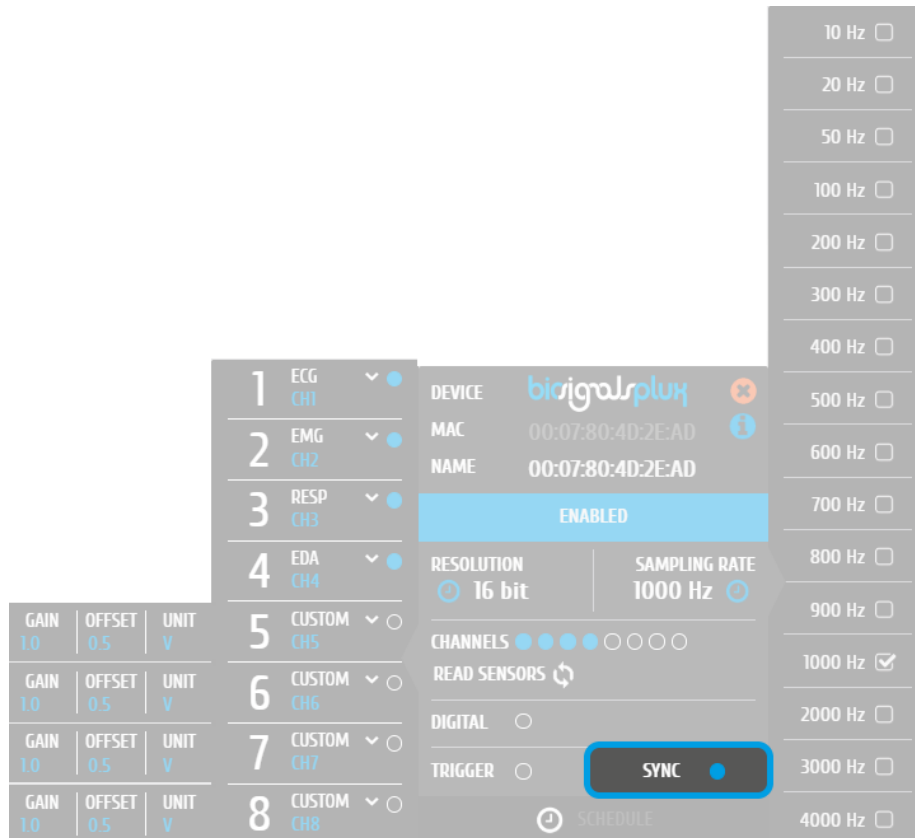 10 Hz
20 Hz
50 Hz
100 Hz
200 Hz
300 Hz
400 Hz
500 Hz
600 Hz
700 Hz
800 Hz
900 Hz
1000 Hz
2000 Hz
3000 Hz
4000 Hz
1 ECG
CH1
2 EMG
CH2
3 RESP
CH3
4 EDA
CH4
5 CUSTOM
CH5
6 CUSTOM
CH6
7 CUSTOM
CH7
8 CUSTOM
CH8
GAIN OFFSET UNIT
1.0 0.5 V
GAIN OFFSET UNIT
1.0 0.5 V
GAIN OFFSET UNIT
1.0 0.5 V
GAIN OFFSET UNIT
1.0 0.5 V
DEVICE biosignalsplux
MAC 00:07:80:4D:2E:AD
NAME 00:07:80:4D:2E:AD
ENABLED
RESOLUTION SAMPLING RATE
16 bit 1000 Hz
CHANNELS
READ SENSORS
DIGITAL
TRIGGER SYNC
SCHEDULE